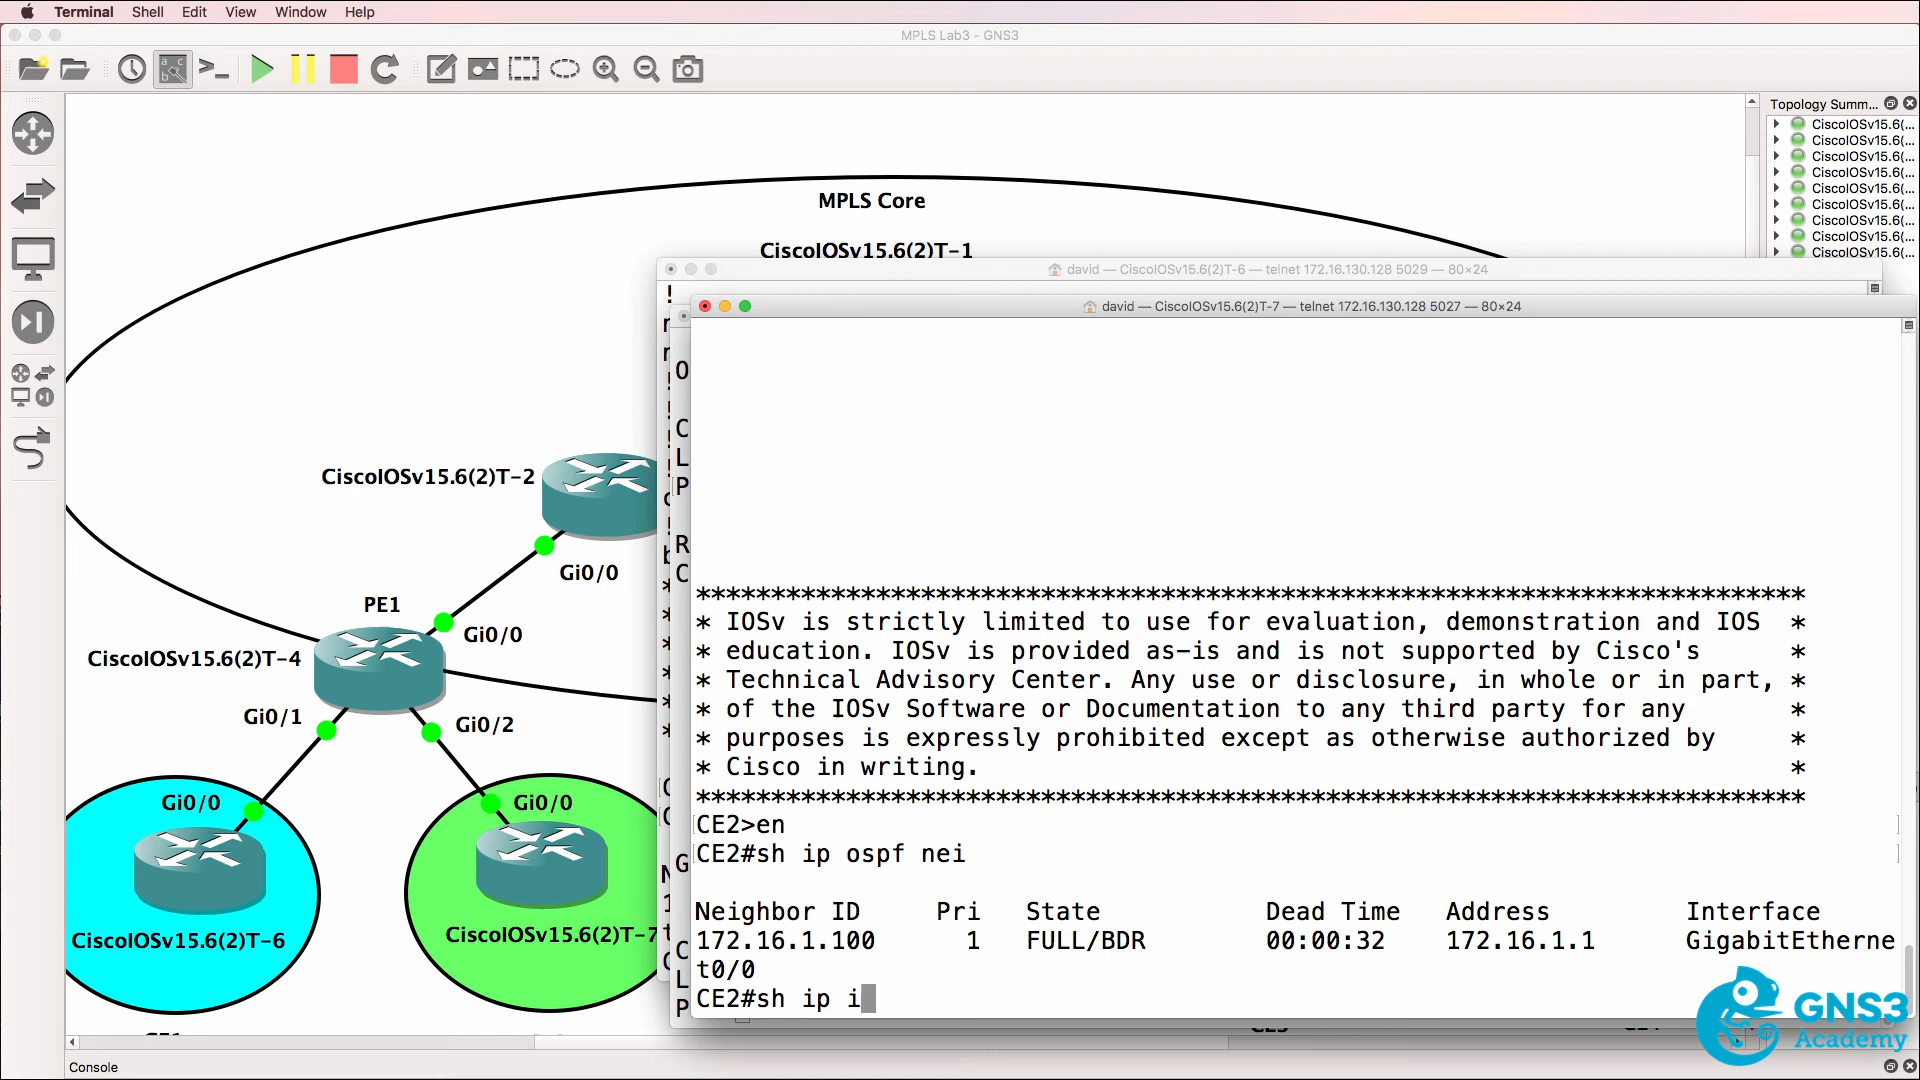 Terminal Shell Edit View Window Help
MPLS Lab3 - GNS3
Topology Summ...
CiscoIOSv15.6(...
CiscoIOSv15.6(...
CiscoIOSv15.6(...
CiscoIOSv15.6(...
CiscoIOSv15.6(...
CiscoIOSv15.6(...
CiscoIOSv15.6(...
CiscoIOSv15.6(...
CiscoIOSv15.6(...
MPLS Core
CiscoIOSv15.6(2)T-1
david — CiscoIOSv15.6(2)T-6 — telnet 172.16.130.128 5029 — 80×24
david — CiscoIOSv15.6(2)T-7 — telnet 172.16.130.128 5027 — 80×24
CiscoIOSv15.6(2)T-2
Gi0/0
PE1
Gi0/0
CiscoIOSv15.6(2)T-4
Gi0/1
Gi0/2
Gi0/0
Gi0/0
CiscoIOSv15.6(2)T-6
CiscoIOSv15.6(2)T-7
********************************************************************************
* IOSv is strictly limited to use for evaluation, demonstration and IOS *
* education. IOSv is provided as-is and is not supported by Cisco's *
* Technical Advisory Center. Any use or disclosure, in whole or in part, *
* of the IOSv Software or Documentation to any third party for any *
* purposes is expressly prohibited except as otherwise authorized by *
* Cisco in writing. *
********************************************************************************
CE2>en
CE2#sh ip ospf nei
Neighbor ID Pri State Dead Time Address Interface
172.16.1.100 1 FULL/BDR 00:00:32 172.16.1.1 GigabitEtherne
t0/0
CE2#sh ip i
GNS3
Academy
Console